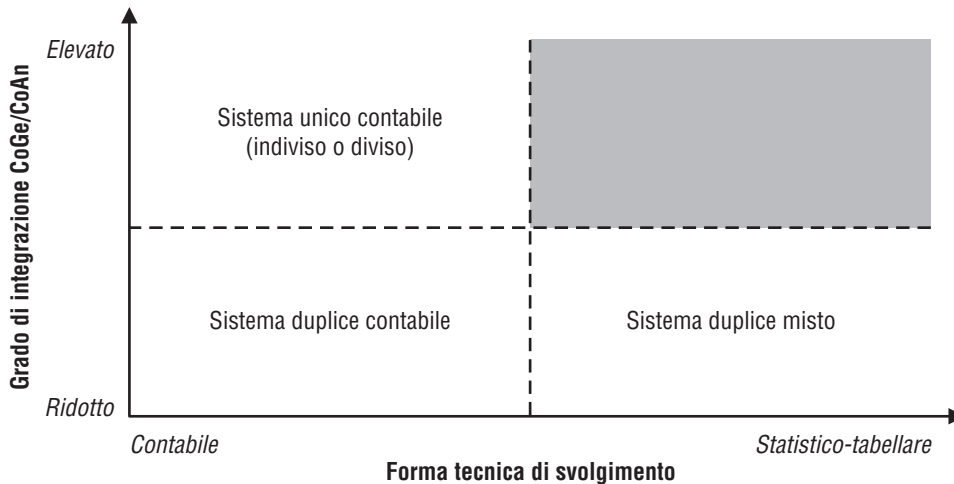 Grado di integrazione CoGe/CoAn
Elevato
Sistema unico contabile
(indiviso o diviso)
Sistema duplice contabile
Sistema duplice misto
Ridotto
Contabile
Statistico-tabellare
Forma tecnica di svolgimento